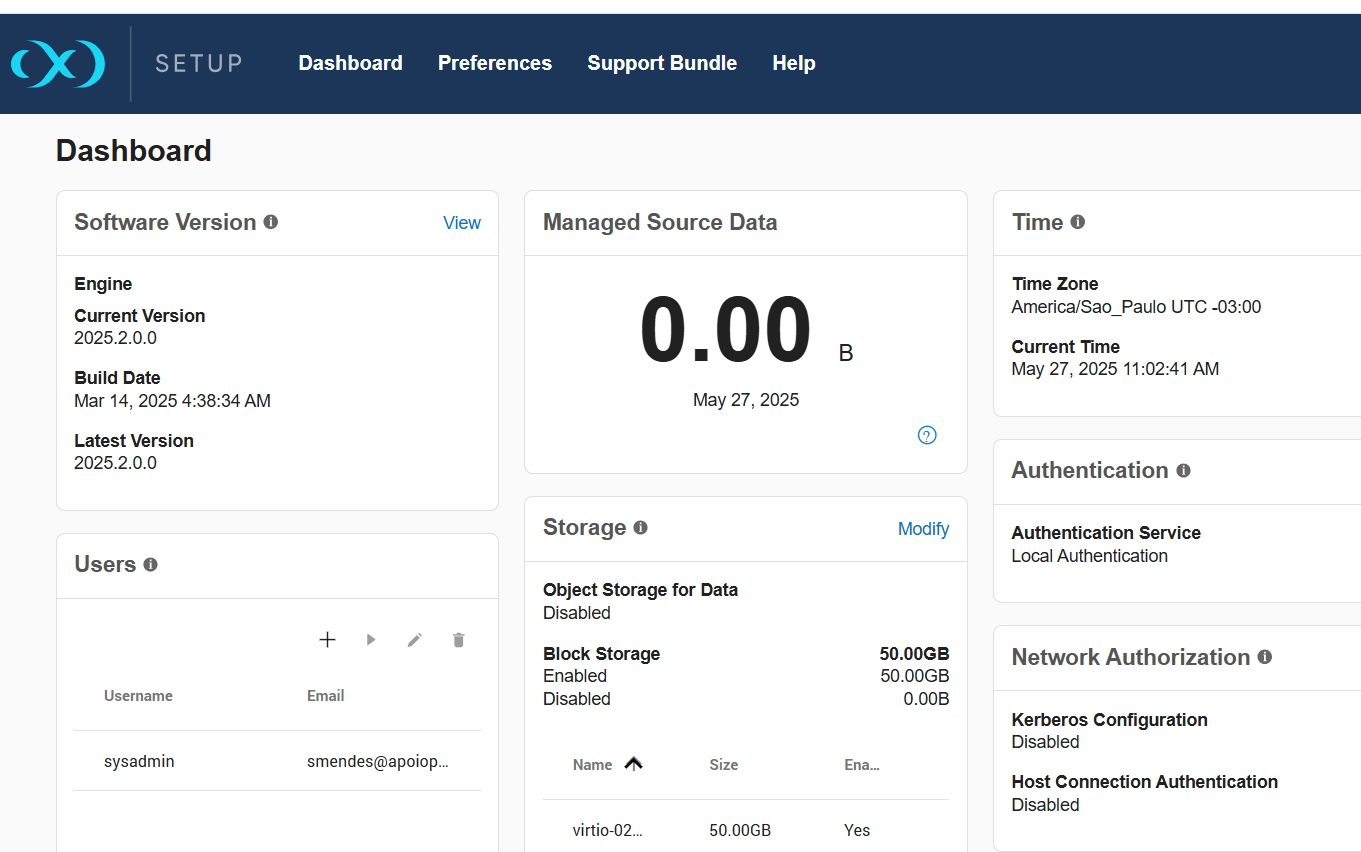 SETUP Dashboard Preferences Support Bundle Help
Dashboard
Software Version View
Engine
Current Version
2025.2.0.0
Build Date
Mar 14, 2025 4:38:34 AM
Latest Version
2025.2.0.0
Users
Username Email
sysadmin smendes@apoiop...
Managed Source Data
0.00 B
May 27, 2025
Storage Modify
Object Storage for Data
Disabled
Block Storage 50.00GB
Enabled 50.00GB
Disabled 0.00B
Name Size Ena...
virtio-02... 50.00GB Yes
Time
Time Zone
America/Sao_Paulo UTC -03:00
Current Time
May 27, 2025 11:02:41 AM
Authentication
Authentication Service
Local Authentication
Network Authorization
Kerberos Configuration
Disabled
Host Connection Authentication
Disabled